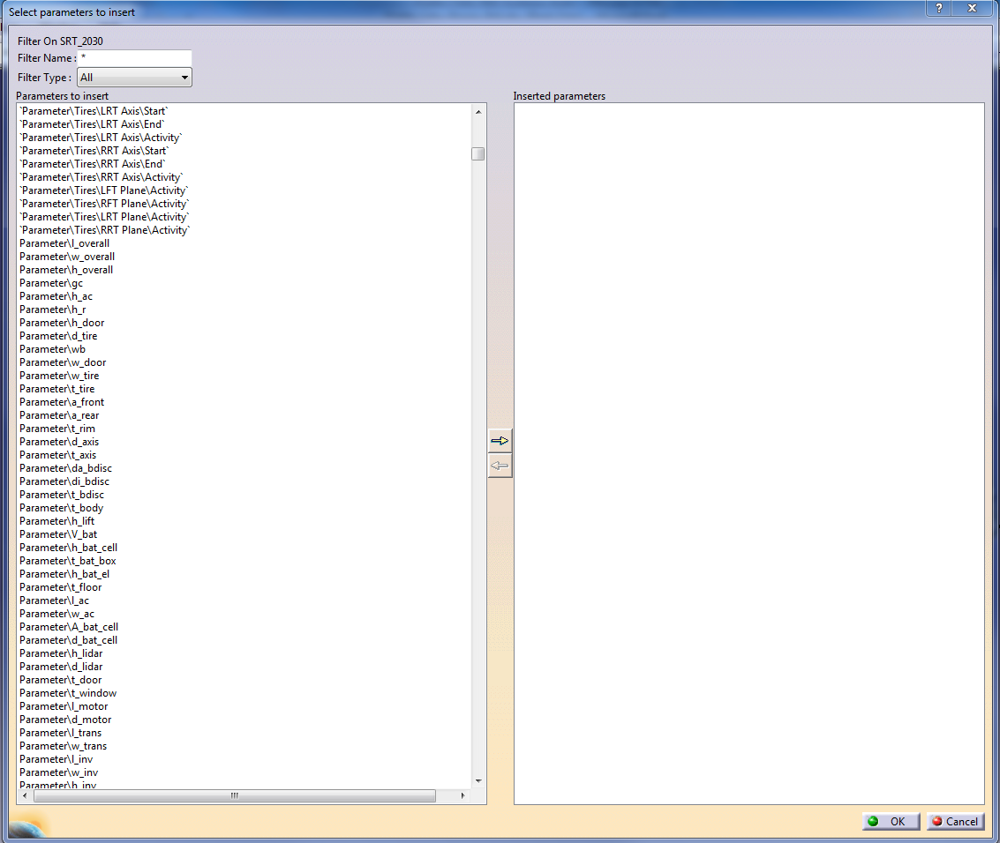 Select parameters to insert
?
X
Filter On SRT_2030
Filter Name : *
Filter Type : All
Parameters to insert
Inserted parameters
`Parameter\Tires\LRT Axis\Start`
`Parameter\Tires\LRT Axis\End`
`Parameter\Tires\LRT Axis\Activity`
`Parameter\Tires\RRT Axis\Start`
`Parameter\Tires\RRT Axis\End`
`Parameter\Tires\RRT Axis\Activity`
`Parameter\Tires\LFT Plane\Activity`
`Parameter\Tires\RFT Plane\Activity`
`Parameter\Tires\LRT Plane\Activity`
`Parameter\Tires\RRT Plane\Activity`
Parameter\l_overall
Parameter\w_overall
Parameter\h_overall
Parameter\gc
Parameter\h_ac
Parameter\h_r
Parameter\h_door
Parameter\d_tire
Parameter\wb
Parameter\w_door
Parameter\w_tire
Parameter\t_tire
Parameter\a_front
Parameter\a_rear
Parameter\t_rim
Parameter\d_axis
Parameter\t_axis
Parameter\da_bdisc
Parameter\di_bdisc
Parameter\t_bdisc
Parameter\t_body
Parameter\h_lift
Parameter\V_bat
Parameter\h_bat_cell
Parameter\t_bat_box
Parameter\h_bat_el
Parameter\t_floor
Parameter\l_ac
Parameter\w_ac
Parameter\A_bat_cell
Parameter\d_bat_cell
Parameter\h_lidar
Parameter\d_lidar
Parameter\t_door
Parameter\t_window
Parameter\l_motor
Parameter\d_motor
Parameter\l_trans
Parameter\w_trans
Parameter\l_inv
Parameter\w_inv
Parameter\h_inv
OK
Cancel